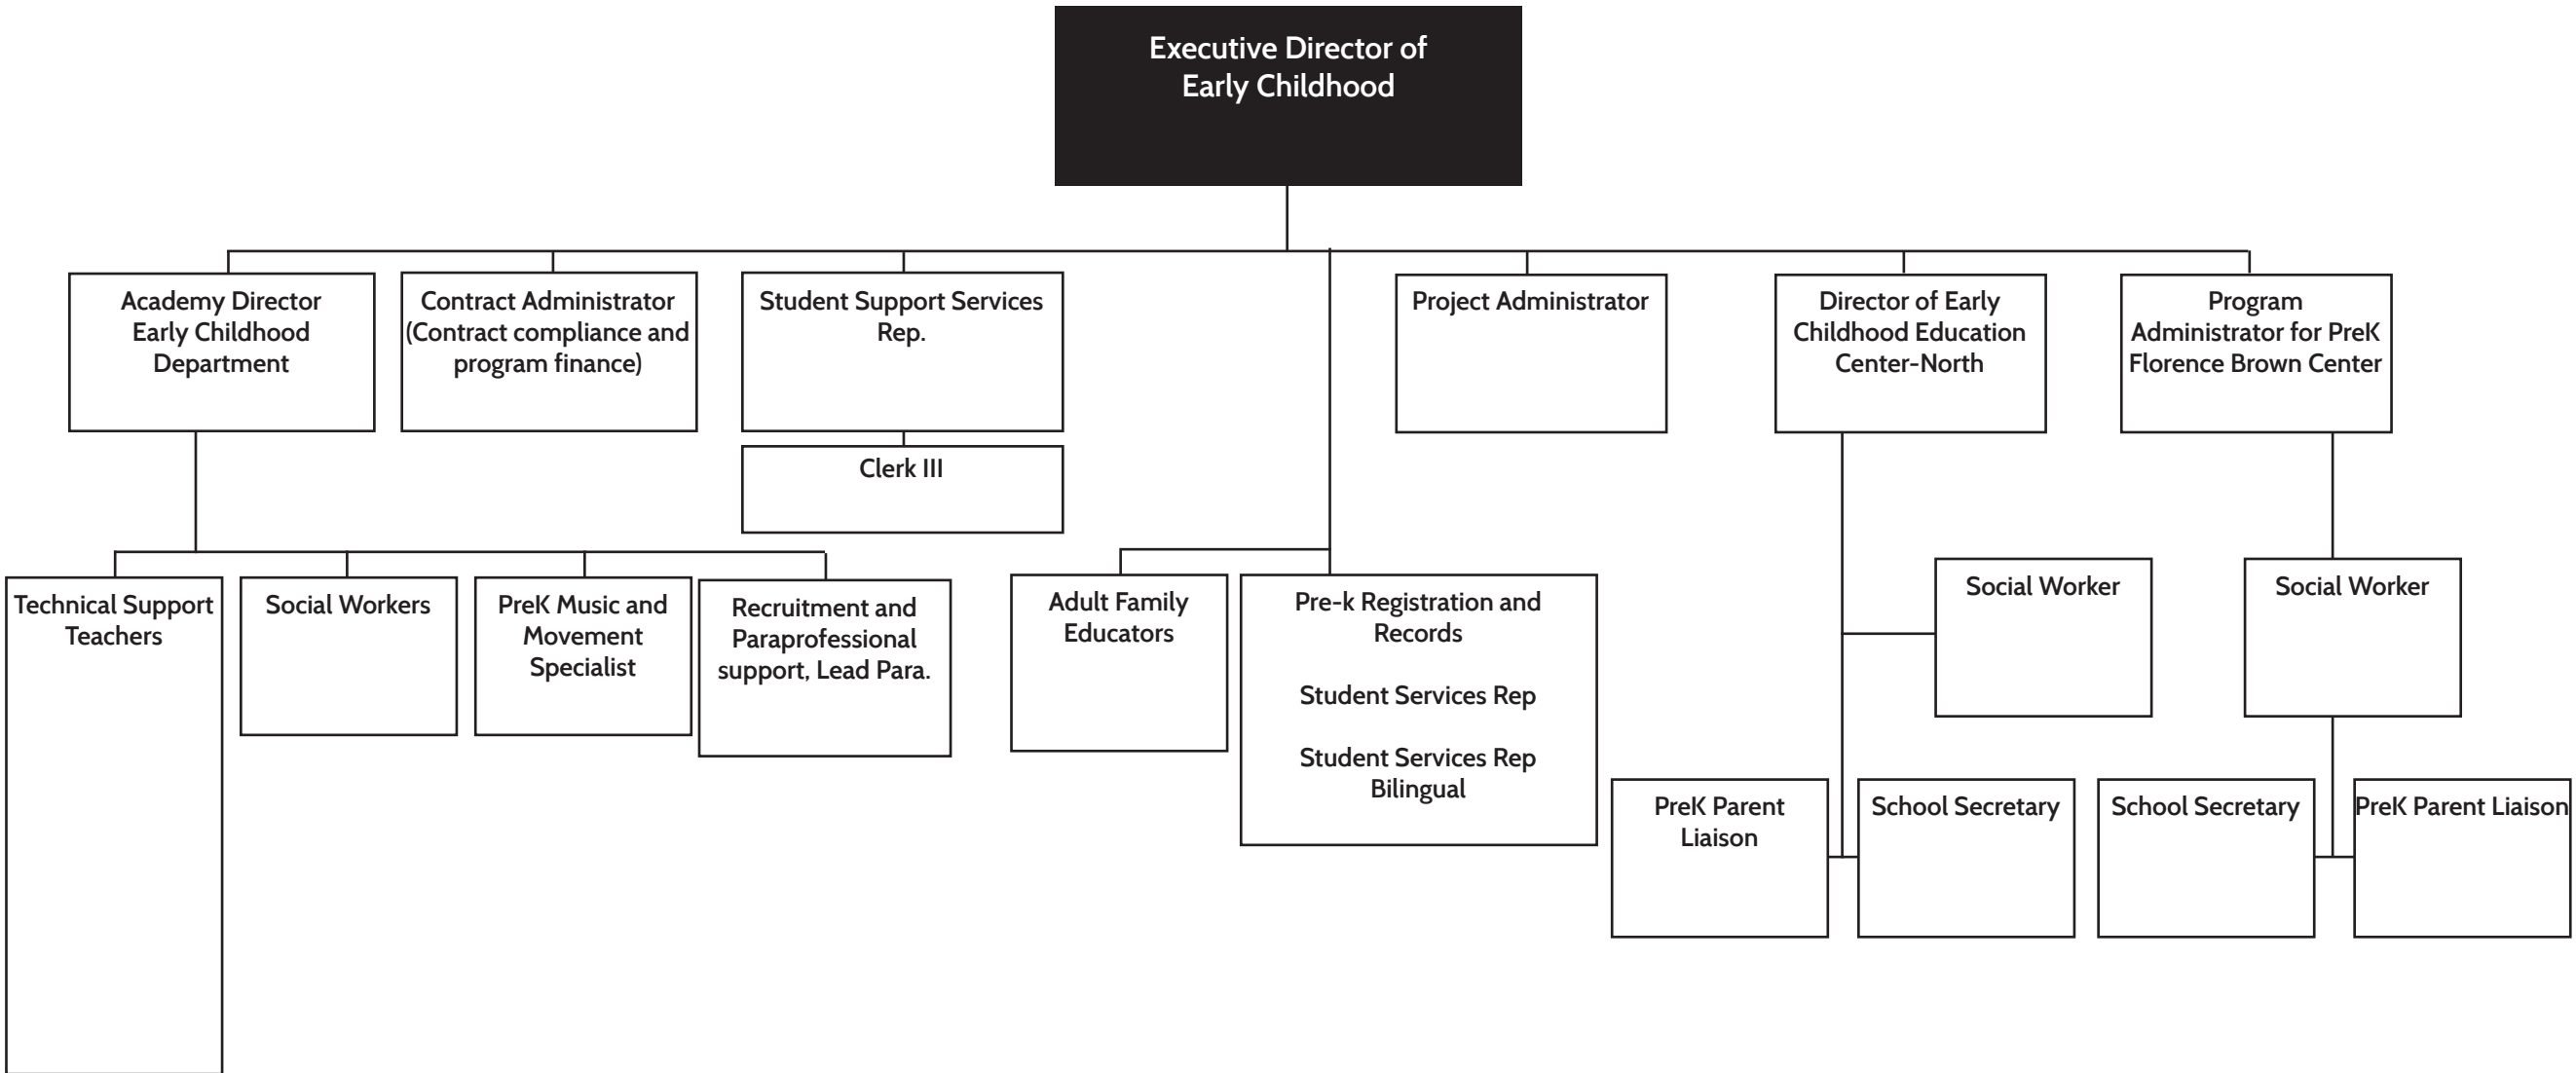 Executive Director of
Early Childhood
Academy Director
Early Childhood
Department
Contract Administrator
(Contract compliance and
program finance)
Student Support Services
Rep.
Project Administrator
Director of Early
Childhood Education
Center-North
Program
Administrator for PreK
Florence Brown Center
Clerk III
Technical Support
Teachers
Social Workers
PreK Music and
Movement
Specialist
Recruitment and
Paraprofessional
support, Lead Para.
Adult Family
Educators
Pre-k Registration and
Records
Student Services Rep
Student Services Rep
Bilingual
Social Worker
Social Worker
PreK Parent
Liaison
School Secretary
School Secretary
PreK Parent Liaison